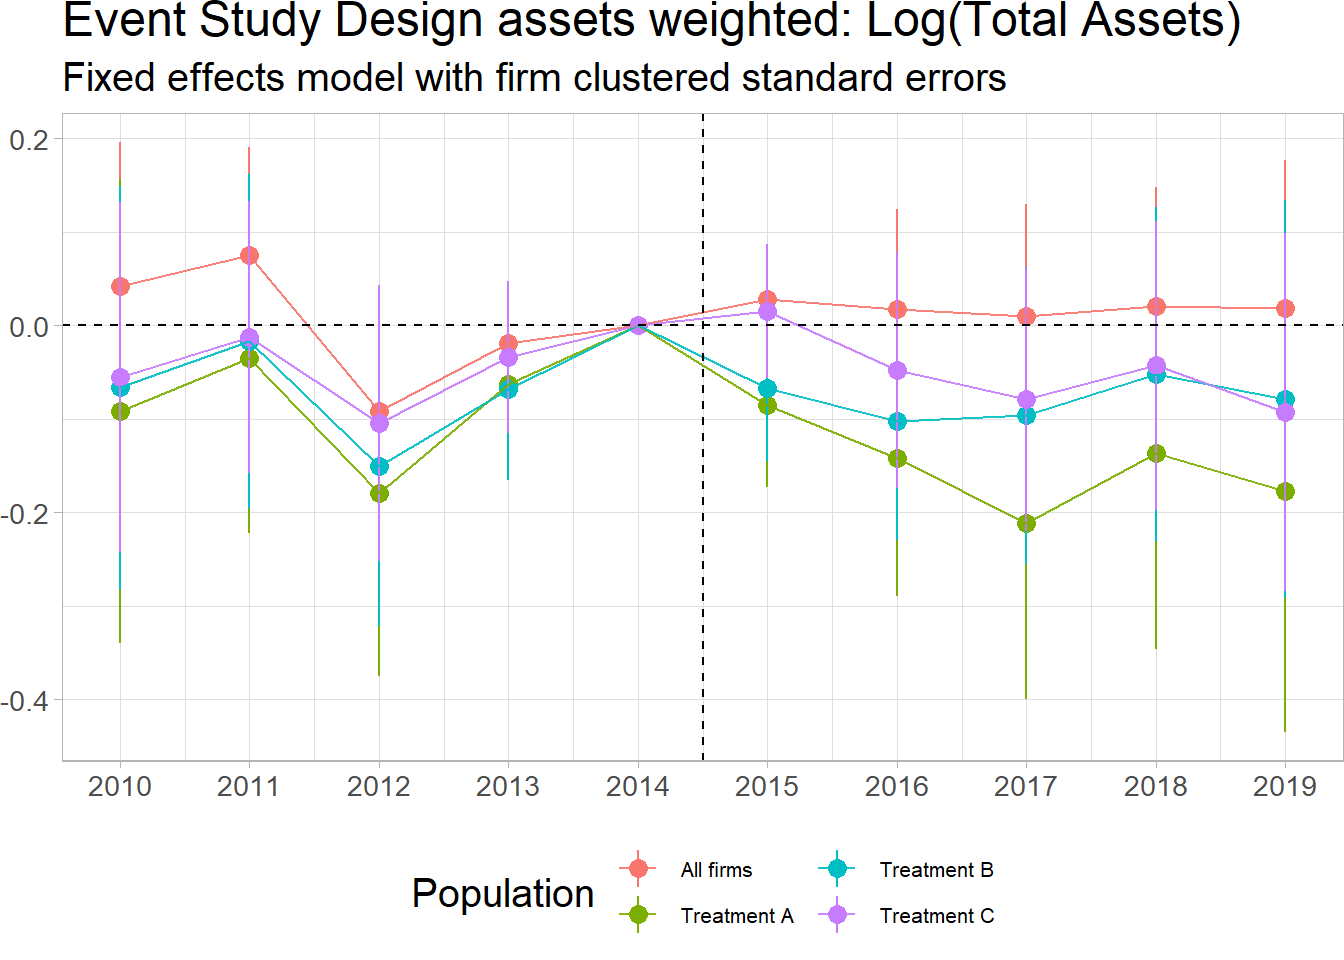 Event Study Design assets weighted: Log(Total Assets)
Fixed effects model with firm clustered standard errors
0.2
0.0
-0.2
-0.4
2010 2011 2012 2013 2014 2015 2016 2017 2018 2019
Population
All firms
Treatment A
Treatment B
Treatment C